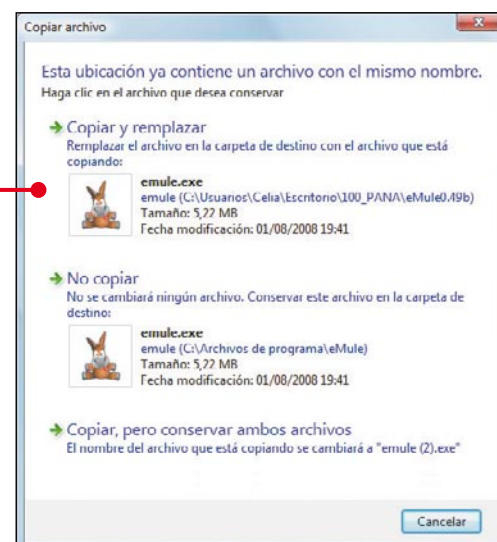 Copiar archivo
Esta ubicación ya contiene un archivo con el mismo nombre.
Haga clic en el archivo que desea conservar
Copiar y remplazar
Remplazar el archivo en la carpeta de destino con el archivo que está
copiando:
emule.exe
emule (C:\Usuarios\Celia\Escritorio\100_PANA\eMule0.49b)
Tamaño: 5,22 MB
Fecha modificación: 01/08/2008 19:41
No copiar
No se cambiará ningún archivo. Conservar este archivo en la carpeta de
destino:
emule.exe
emule (C:\Archivos de programa\eMule)
Tamaño: 5,22 MB
Fecha modificación: 01/08/2008 19:41
Copiar, pero conservar ambos archivos
El nombre del archivo que está copiando se cambiará a "emule (2).exe"
Cancelar